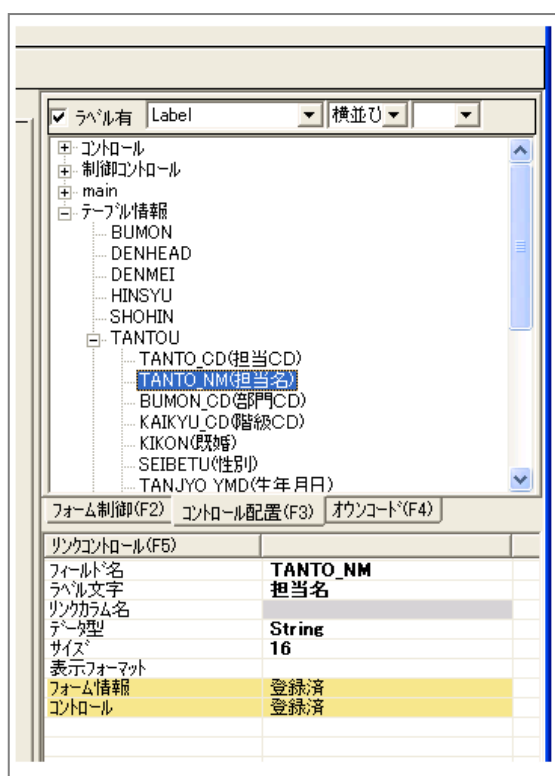 ラベル有 Label 横並び
コントロール
制御コントロール
main
テーブル情報
BUMON
DENHEAD
DENMEI
HINSYU
SHOHIN
TANTOU
TANTO_CD(担当CD)
TANTO_NM(担当名)
BUMON_CD(部門CD)
KAIKYU_CD(階級CD)
KIKON(既婚)
SEIBETU(性別)
TANJYO_YMD(生年月日)
フォーム制御(F2) コントロール配置(F3) オウンコード(F4)
リンクコントロール(F5)
フィールド名 TANTO_NM
ラベル文字 担当名
リンクカラム名
データ型 String
サイズ 16
表示フォーマット
フォーム情報 登録済
コントロール 登録済